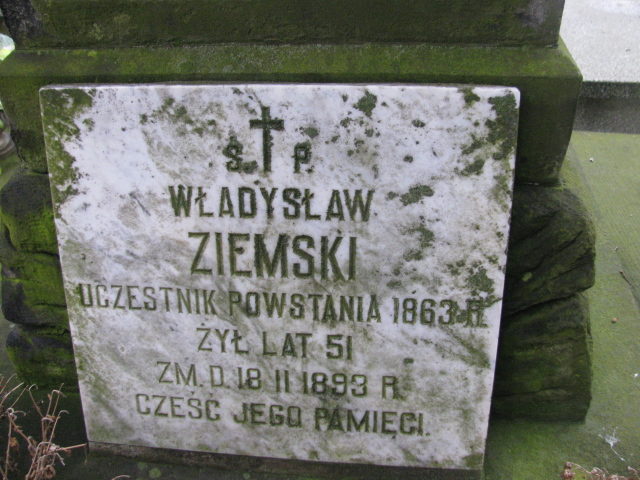 Ś. P.
WŁADYSŁAW
ZIEMSKI
UCZESTNIK POWSTANIA 1863 R.
ŻYŁ LAT 51
ZM. D. 18 II 1893 R.
CZEŚĆ JEGO PAMIĘCI.